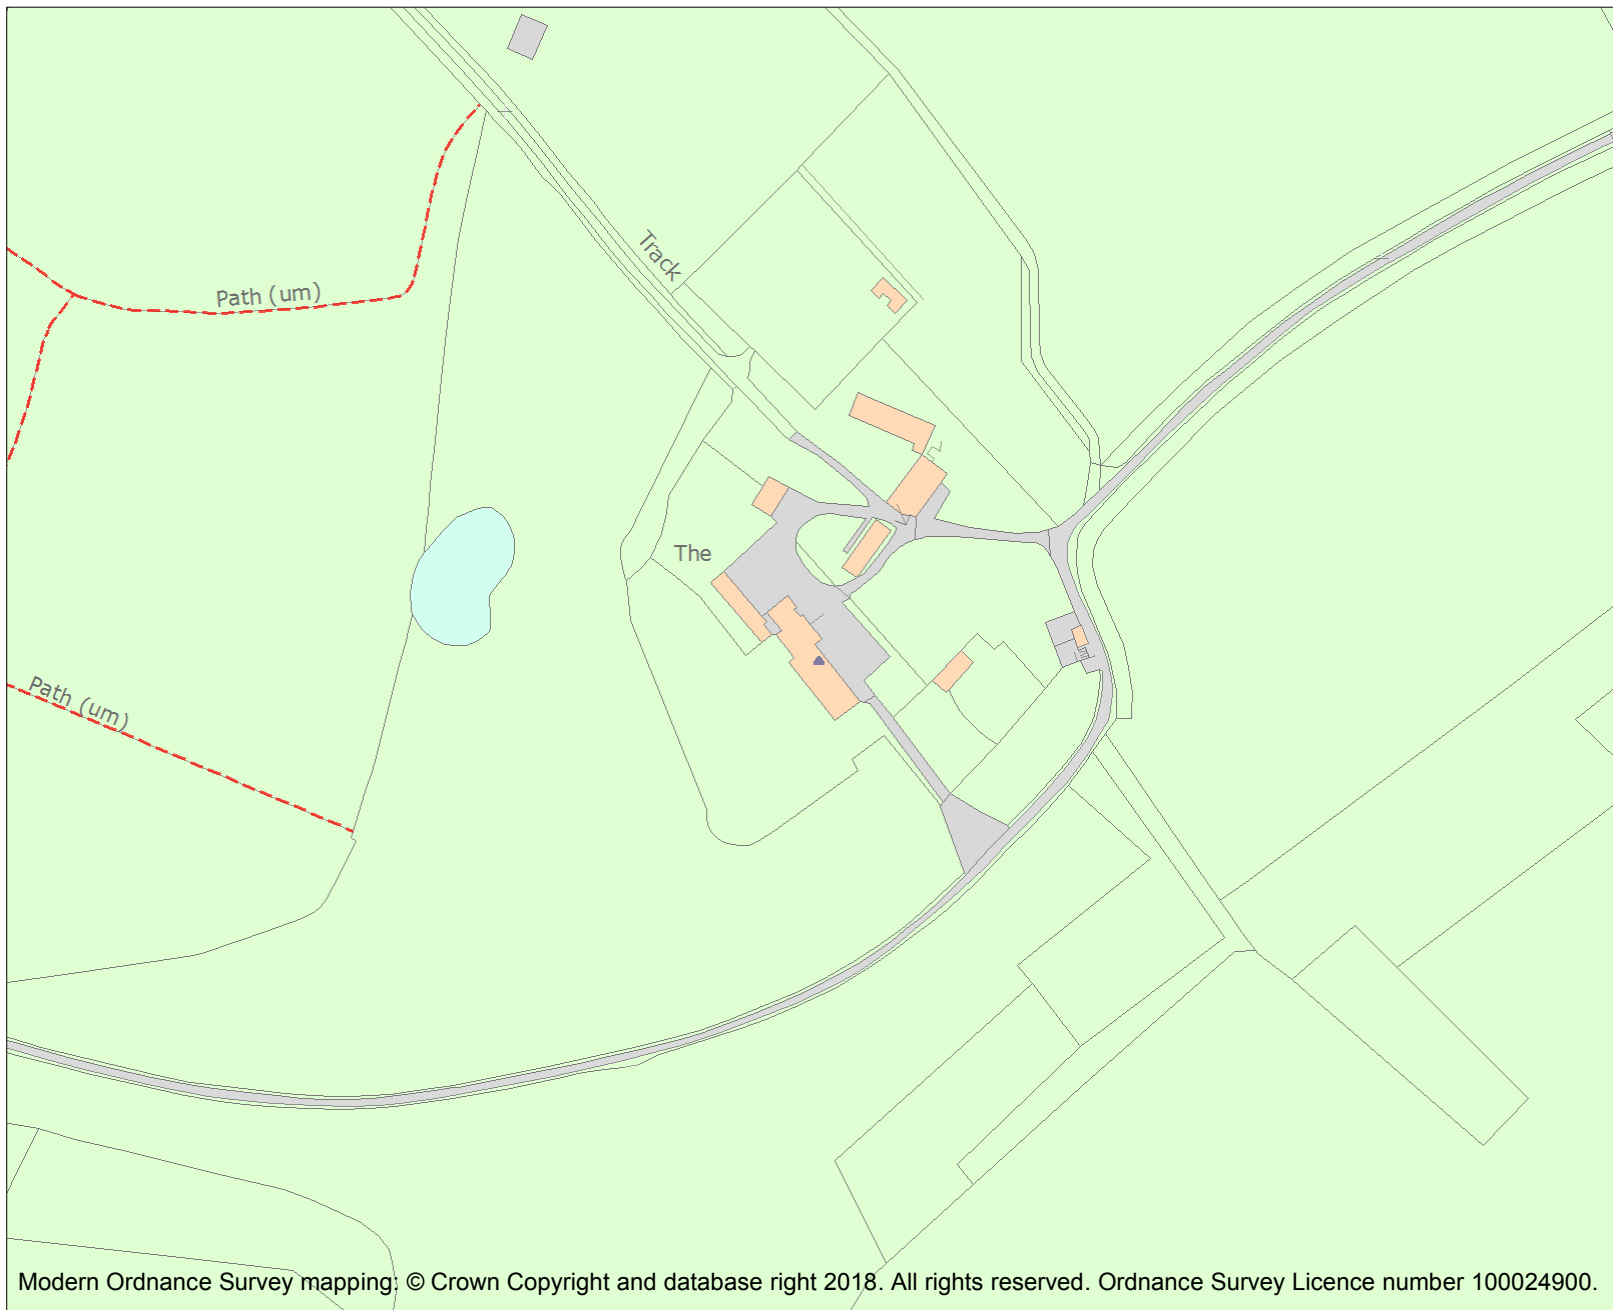 Track
Path (um)
The
Path (um)
Modern Ordnance Survey mapping: © Crown Copyright and database right 2018. All rights reserved. Ordnance Survey Licence number 100024900.